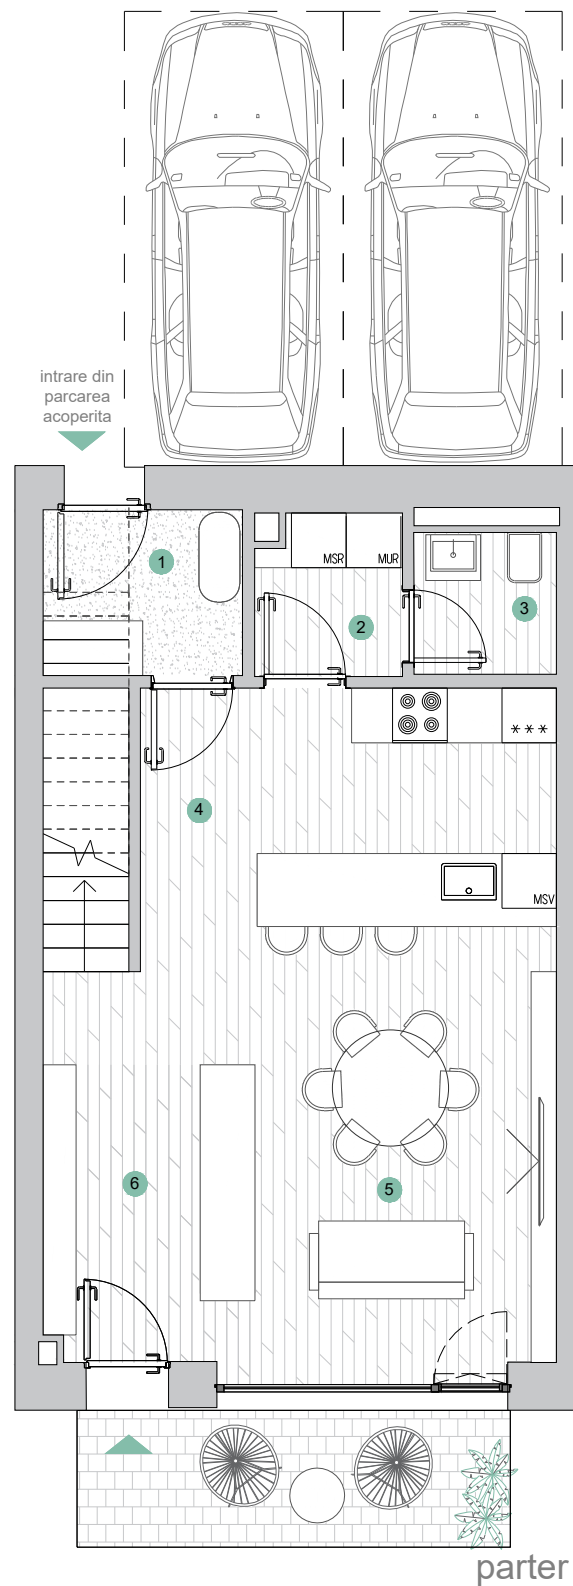 intrare din
parcarea
acoperita
1
MSR
MUR
2
3
***
4
MSV
5
6
parter